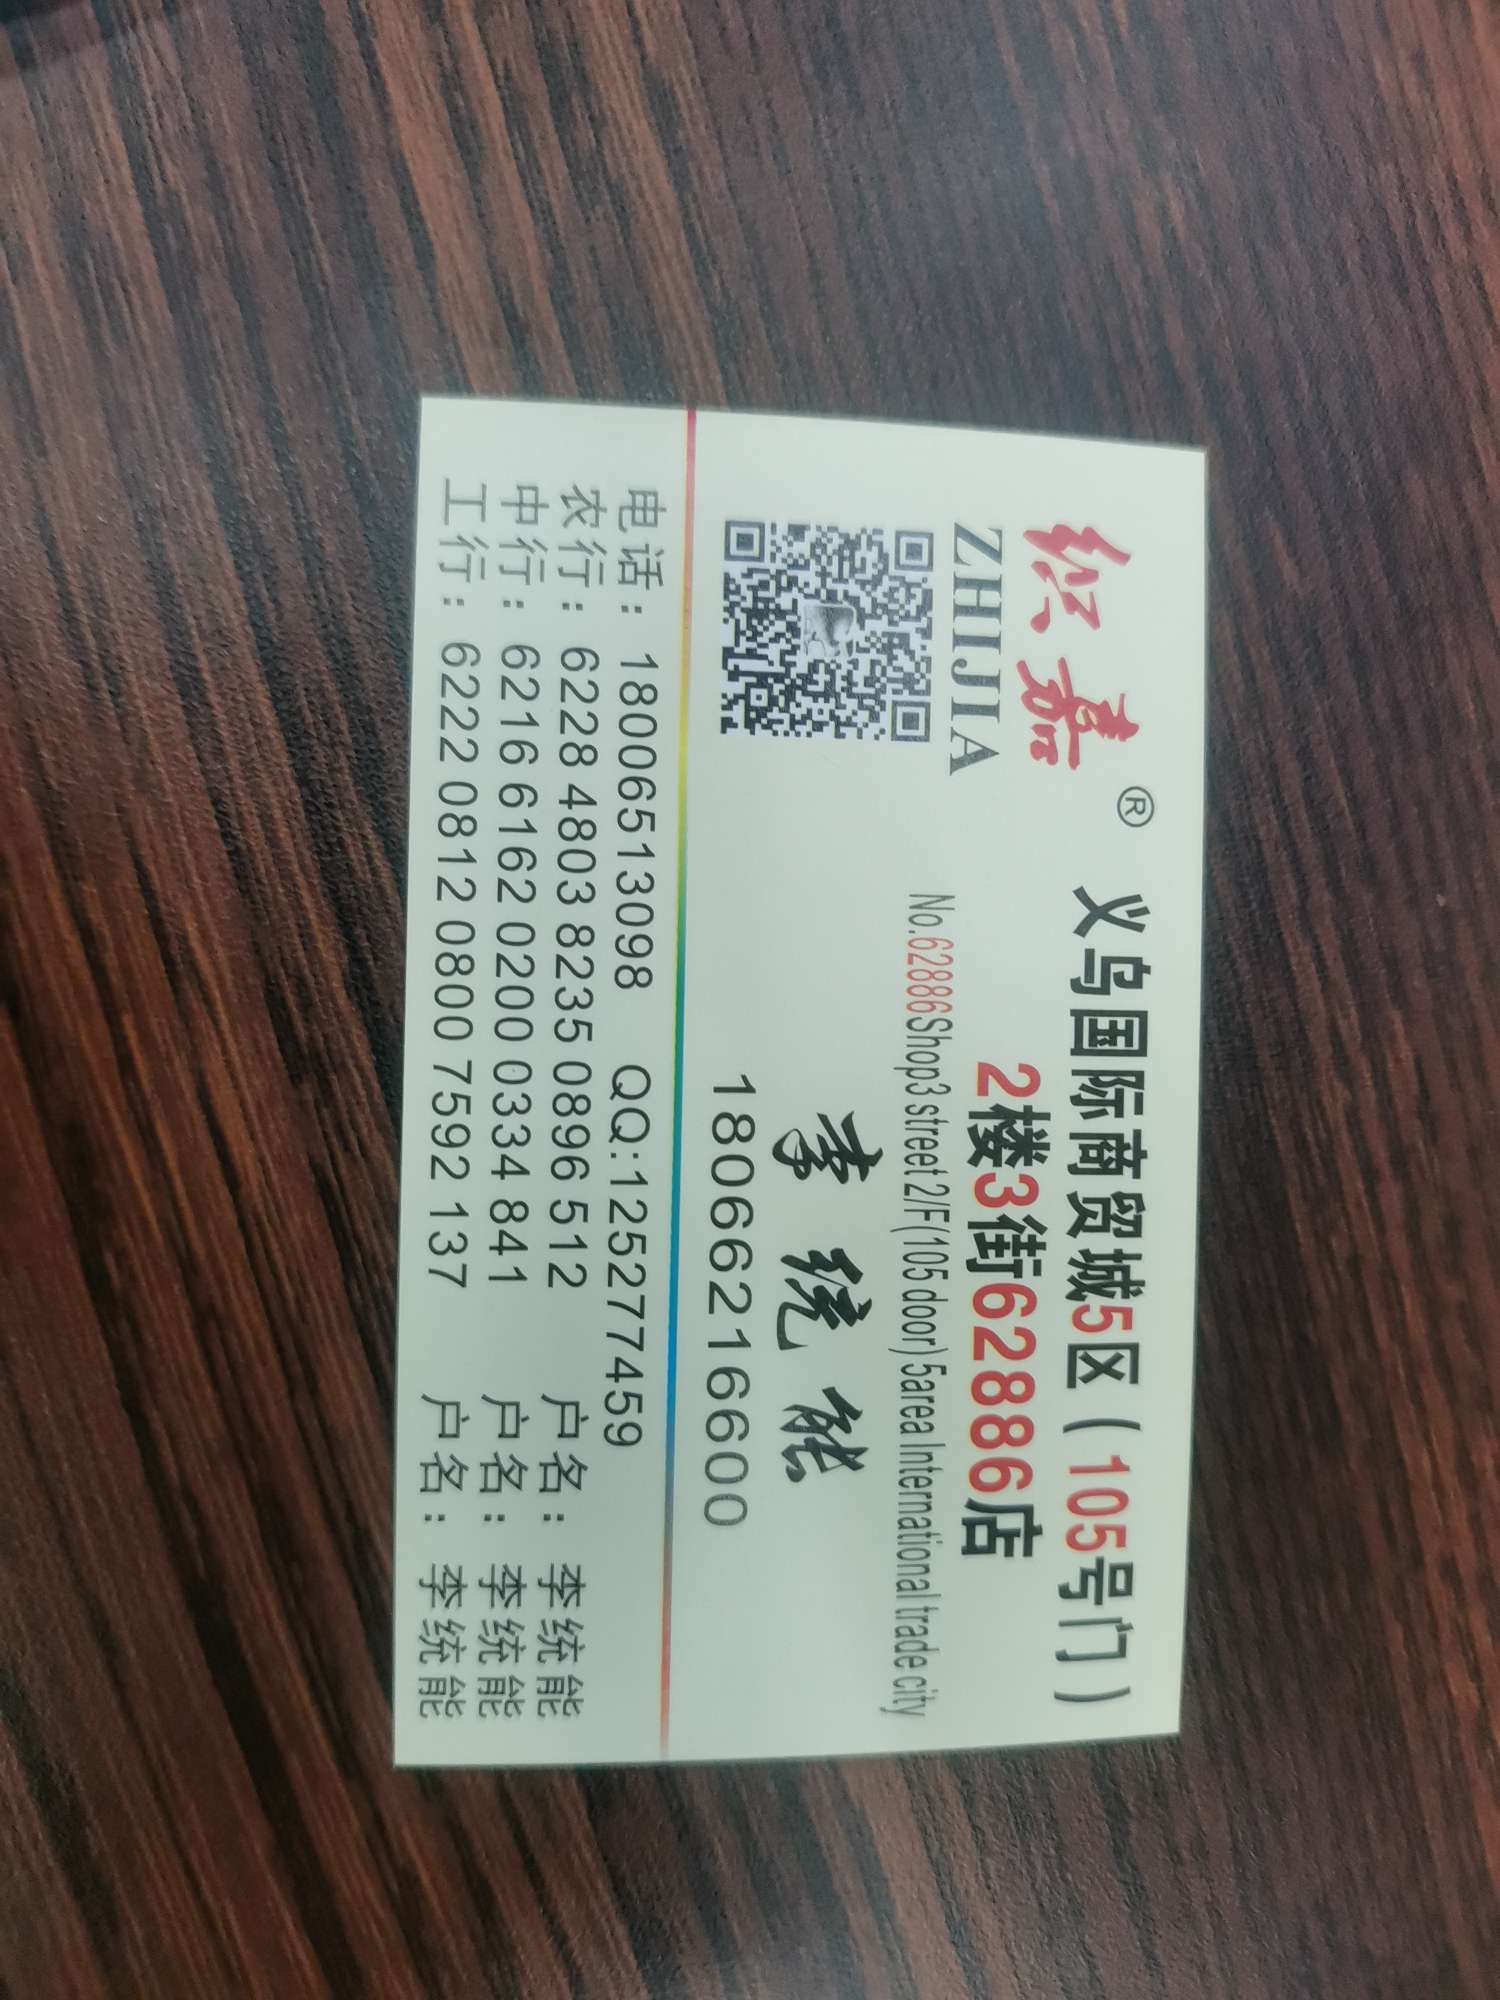 织嘉®
ZHIJIA
义乌国际商贸城5区（105号门）
2楼3街62886店
No.62886Shop3 street 2/F(105 door) 5area International trade city
李统能
18066216600
电话：18006513098 QQ:125277459
农行：6228 4803 8235 0896 512 户名：李统能
中行：6216 6162 0200 0334 841 户名：李统能
工行：6222 0812 0800 7592 137 户名：李统能